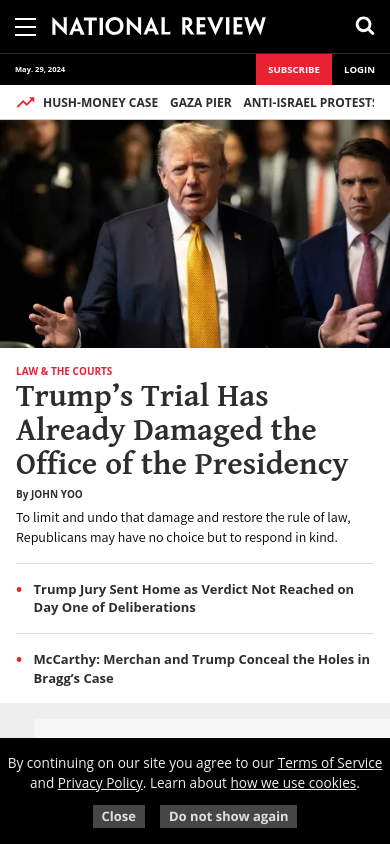 NATIONAL REVIEW
May. 29, 2024
SUBSCRIBE
LOGIN
HUSH-MONEY CASE GAZA PIER ANTI-ISRAEL PROTESTS
LAW & THE COURTS
Trump’s Trial Has
Already Damaged the
Office of the Presidency
By JOHN YOO
To limit and undo that damage and restore the rule of law,
Republicans may have no choice but to respond in kind.
• Trump Jury Sent Home as Verdict Not Reached on
Day One of Deliberations
• McCarthy: Merchan and Trump Conceal the Holes in
Bragg’s Case
By continuing on our site you agree to our Terms of Service
and Privacy Policy. Learn about how we use cookies.
Close
Do not show again